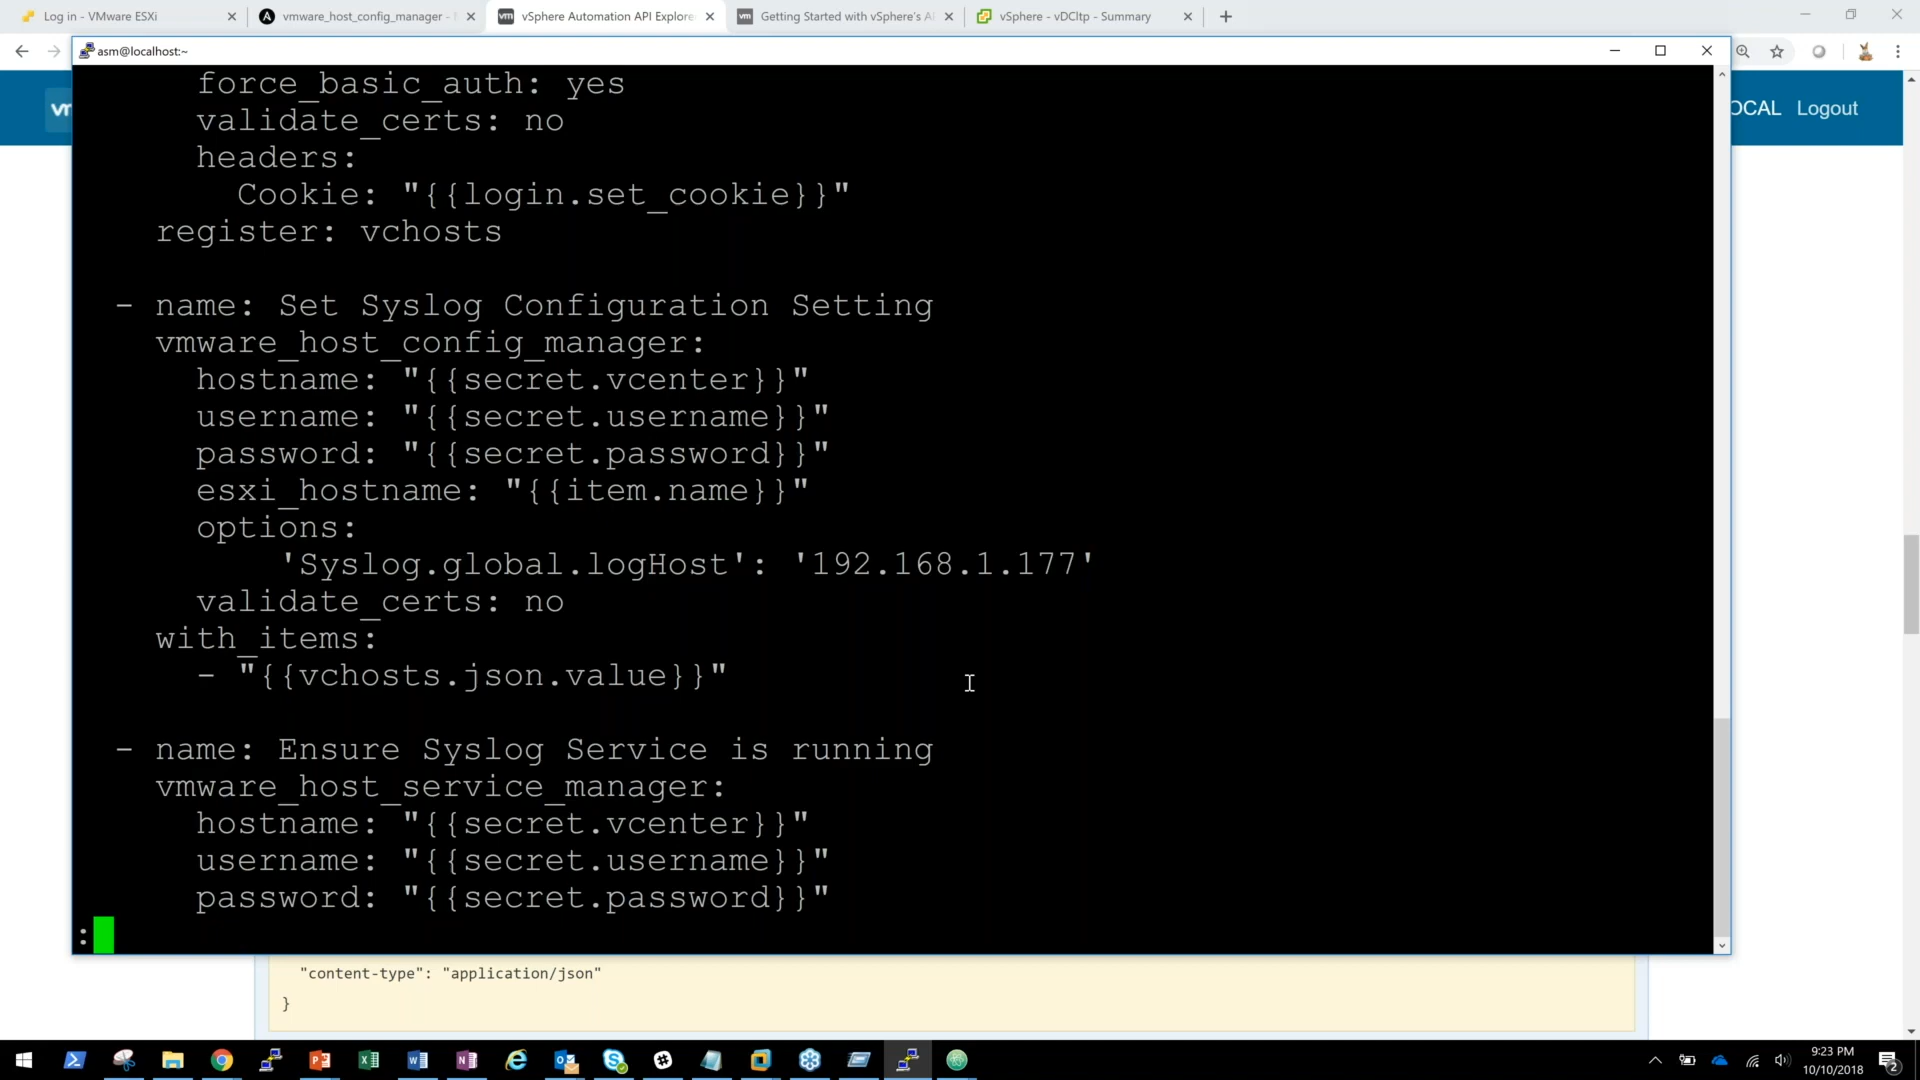 Log in - VMware ESXi
vmware_host_config_manager -
vSphere Automation API Explore
Getting Started with vSphere's A
vSphere - vDCltp - Summary
asm@localhost:~
OCAL Logout
force_basic_auth: yes
validate_certs: no
headers:
Cookie: "{{login.set_cookie}}"
register: vchosts
- name: Set Syslog Configuration Setting
vmware_host_config_manager:
hostname: "{{secret.vcenter}}"
username: "{{secret.username}}"
password: "{{secret.password}}"
esxi_hostname: "{{item.name}}"
options:
'Syslog.global.logHost': '192.168.1.177'
validate_certs: no
with_items:
- "{{vchosts.json.value}}"
- name: Ensure Syslog Service is running
vmware_host_service_manager:
hostname: "{{secret.vcenter}}"
username: "{{secret.username}}"
password: "{{secret.password}}"
:
"content-type": "application/json"
}
9:23 PM
10/10/2018